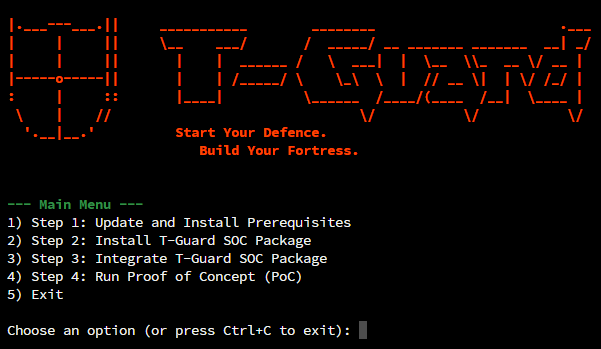 T-Guard
Start Your Defence.
Build Your Fortress.
--- Main Menu ---
1) Step 1: Update and Install Prerequisites
2) Step 2: Install T-Guard SOC Package
3) Step 3: Integrate T-Guard SOC Package
4) Step 4: Run Proof of Concept (PoC)
5) Exit
Choose an option (or press Ctrl+C to exit):